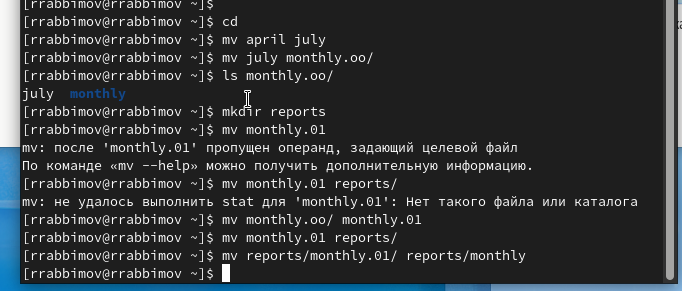 [rrabbimov@rrabbimov ~]$
[rrabbimov@rrabbimov ~]$ cd
[rrabbimov@rrabbimov ~]$ mv april july
[rrabbimov@rrabbimov ~]$ mv july monthly.oo/
[rrabbimov@rrabbimov ~]$ ls monthly.oo/
july  monthly
[rrabbimov@rrabbimov ~]$ mkdir reports
[rrabbimov@rrabbimov ~]$ mv monthly.01
mv: после 'monthly.01' пропущен операнд, задающий целевой файл
По команде «mv --help» можно получить дополнительную информацию.
[rrabbimov@rrabbimov ~]$ mv monthly.01 reports/
mv: не удалось выполнить stat для 'monthly.01': Нет такого файла или каталога
[rrabbimov@rrabbimov ~]$ mv monthly.oo/ monthly.01
[rrabbimov@rrabbimov ~]$ mv monthly.01 reports/
[rrabbimov@rrabbimov ~]$ mv reports/monthly.01/ reports/monthly
[rrabbimov@rrabbimov ~]$